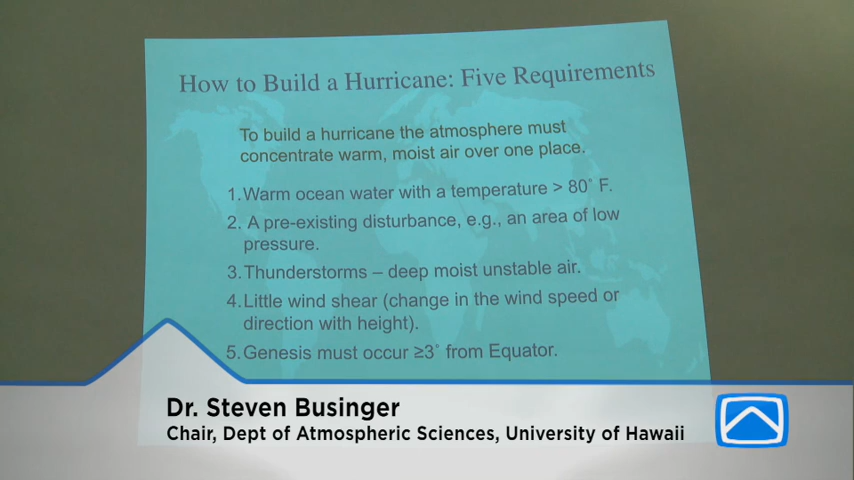 How to Build a Hurricane: Five Requirements
To build a hurricane the atmosphere must
concentrate warm, moist air over one place.
1. Warm ocean water with a temperature > 80° F.
2. A pre-existing disturbance, e.g., an area of low
pressure.
3. Thunderstorms – deep moist unstable air.
4. Little wind shear (change in the wind speed or
direction with height).
5. Genesis must occur ≥3° from Equator.
Dr. Steven Businger
Chair, Dept of Atmospheric Sciences, University of Hawaii